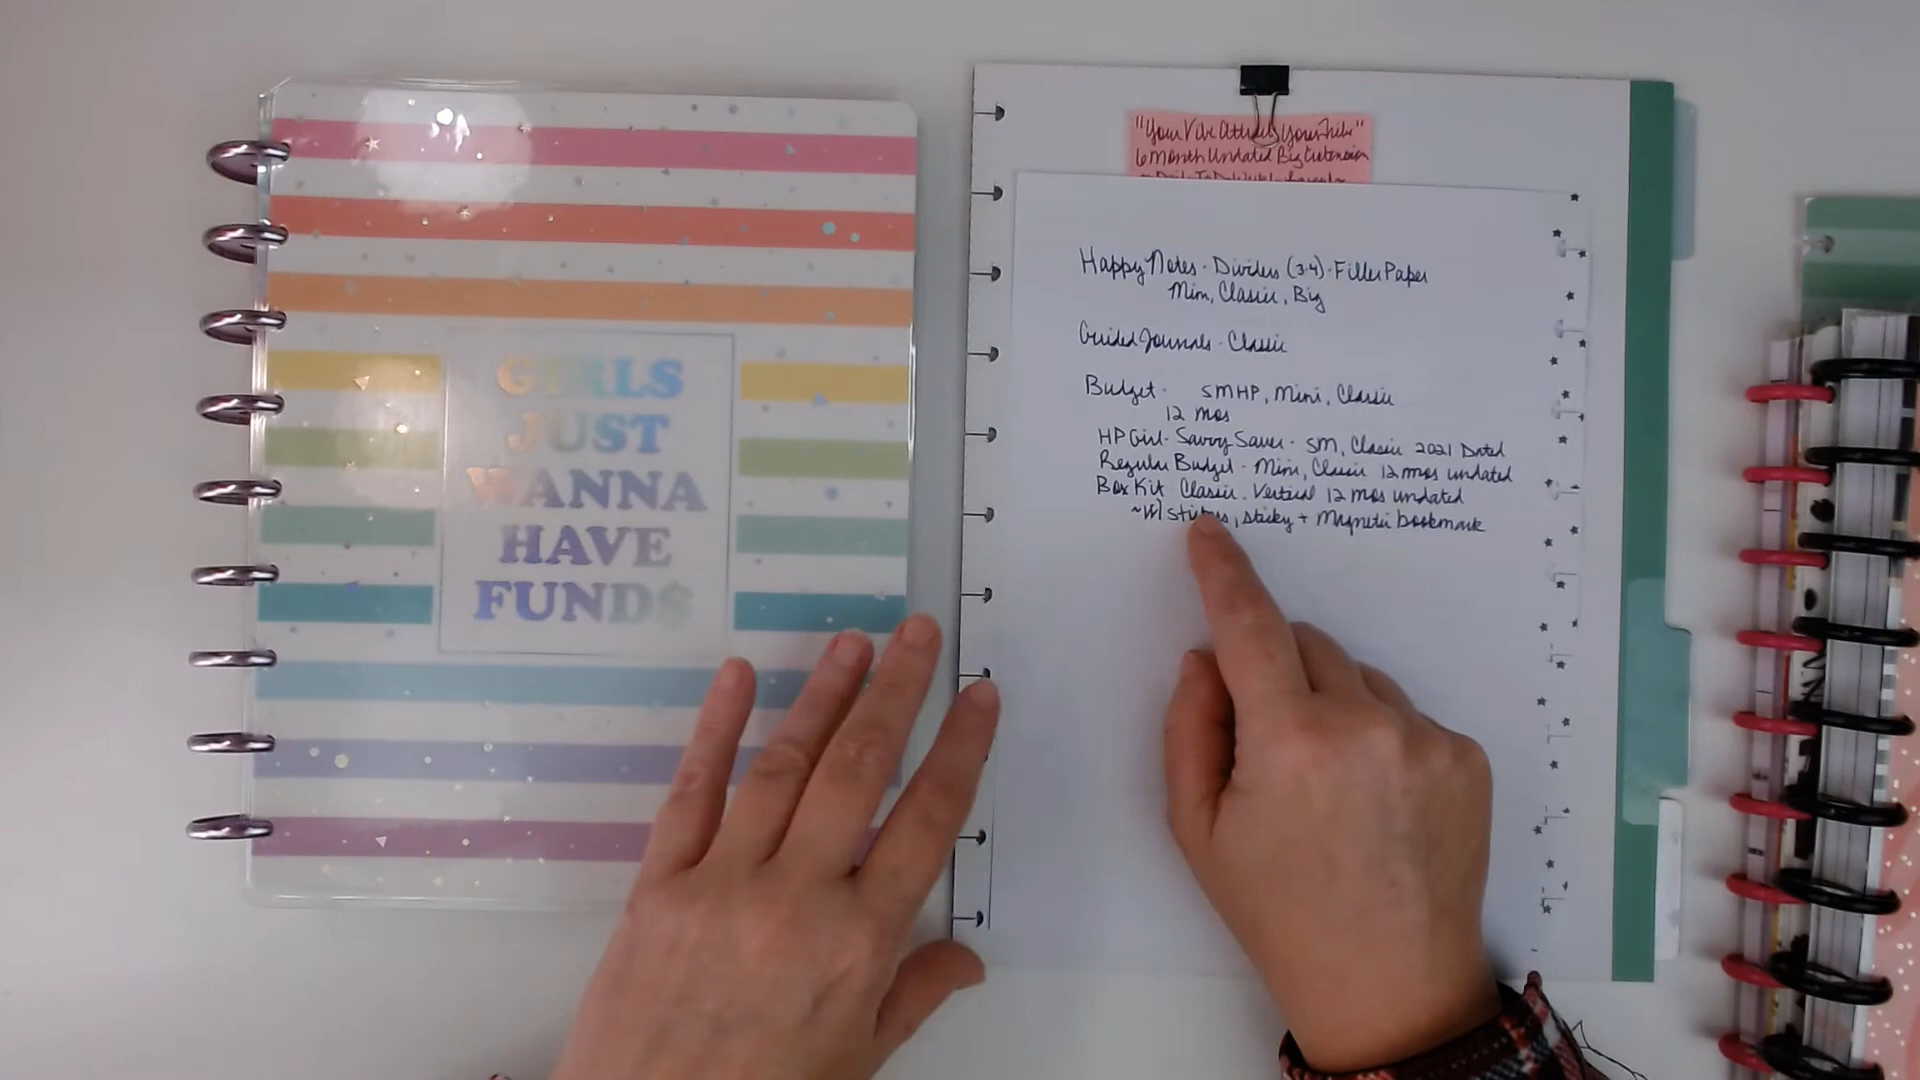 GIRLS
JUST
WANNA
HAVE
FUND$
"Your Vibe Attracts Your Tribe"
6 Month Undated Big Extension
Happy Notes - Dividers (3-4) - Filler Paper
Mini, Classic, Big
Guided Journals - Classic
Budget - SMHP, Mini, Classic
12 mos
HP Girl - Savvy Saver - SM, Classic 2021 Dated
Regular Budget - Mini, Classic 12 mos undated
Box Kit Classic - Vertical 12 mos undated
~W/ stickers, sticky + Magnetic bookmark